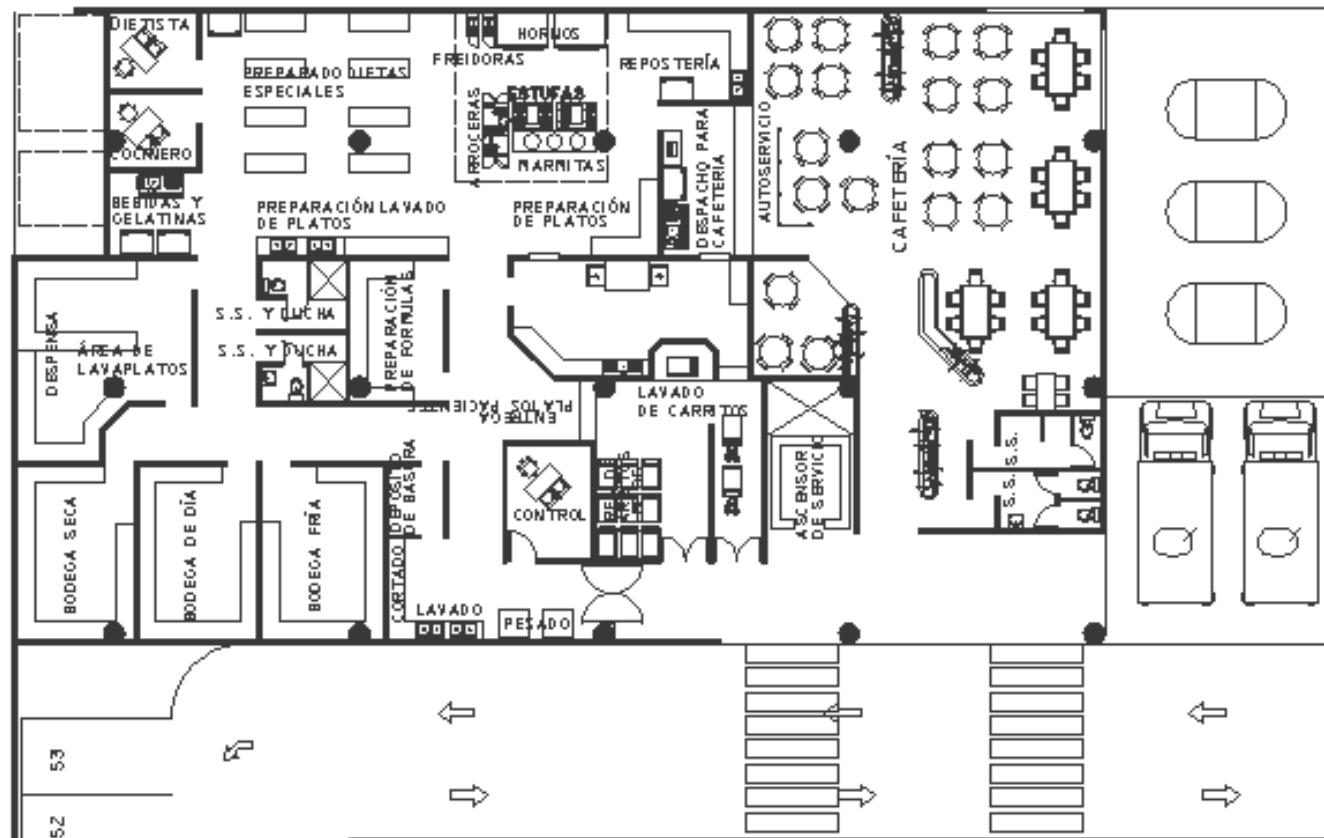 DIETISTA
HORNOS
FREIDORAS
REPOSTERÍA
PREPARADO DIETAS
ESPECIALES
ESTUFAS
ARROCERAS
MARMITAS
COCINERO
BEBIDAS Y
GELATINAS
PREPARACIÓN LAVADO
DE PLATOS
PREPARACIÓN
DE PLATOS
DESPACHO PARA
CAFETERÍA
AUTOSERVICIO
CAFETERÍA
DESPENSA
ÁREA DE
LAVAPLATOS
S.S. Y DUCHA
S.S. Y DUCHA
PREPARACIÓN
DE FORMULAS
ENTREGA
PLATOS PACIENTES
LAVADO
DE CARRITOS
ASCENSOR
DE SERVICIO
S.S.
S.S.
BODEGA SECA
BODEGA DE DÍA
BODEGA FRÍA
DEPOSITO
DE BASURA
CORTADO
CONTROL
LAVADO
PESADO
53
52